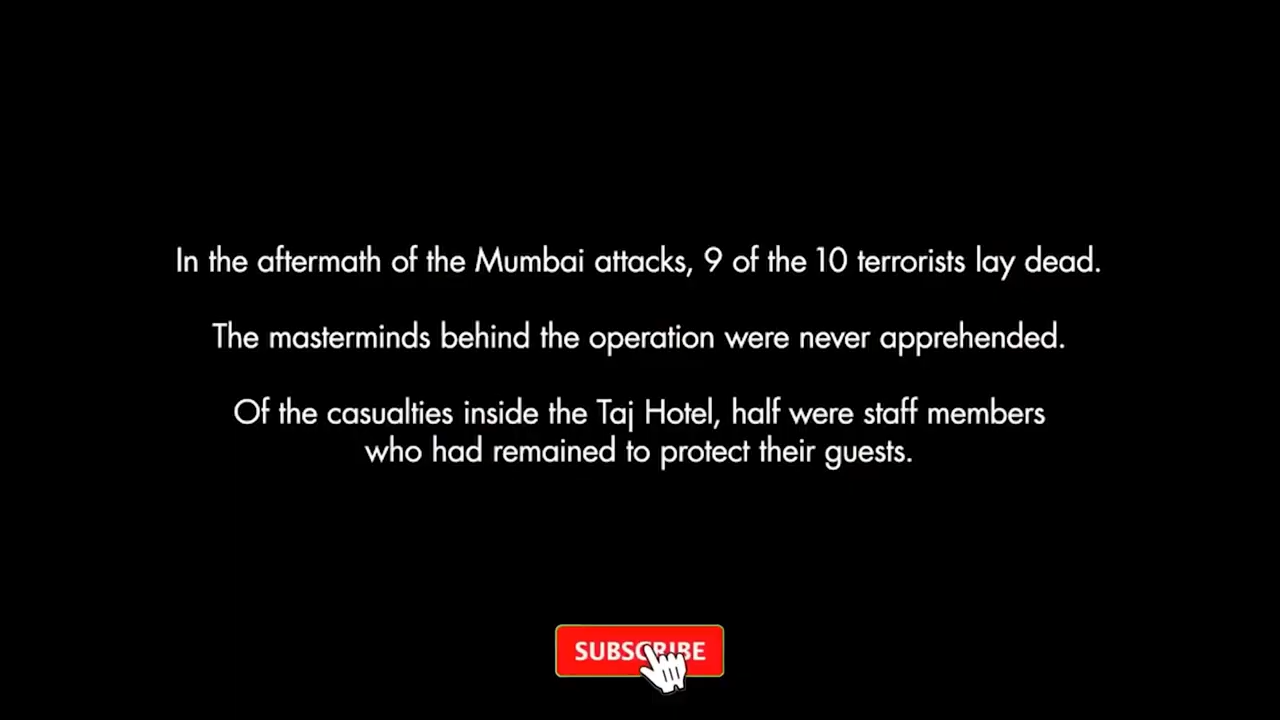 In the aftermath of the Mumbai attacks, 9 of the 10 terrorists lay dead.
The masterminds behind the operation were never apprehended.
Of the casualties inside the Taj Hotel, half were staff members
who had remained to protect their guests.
SUBSCRIBE